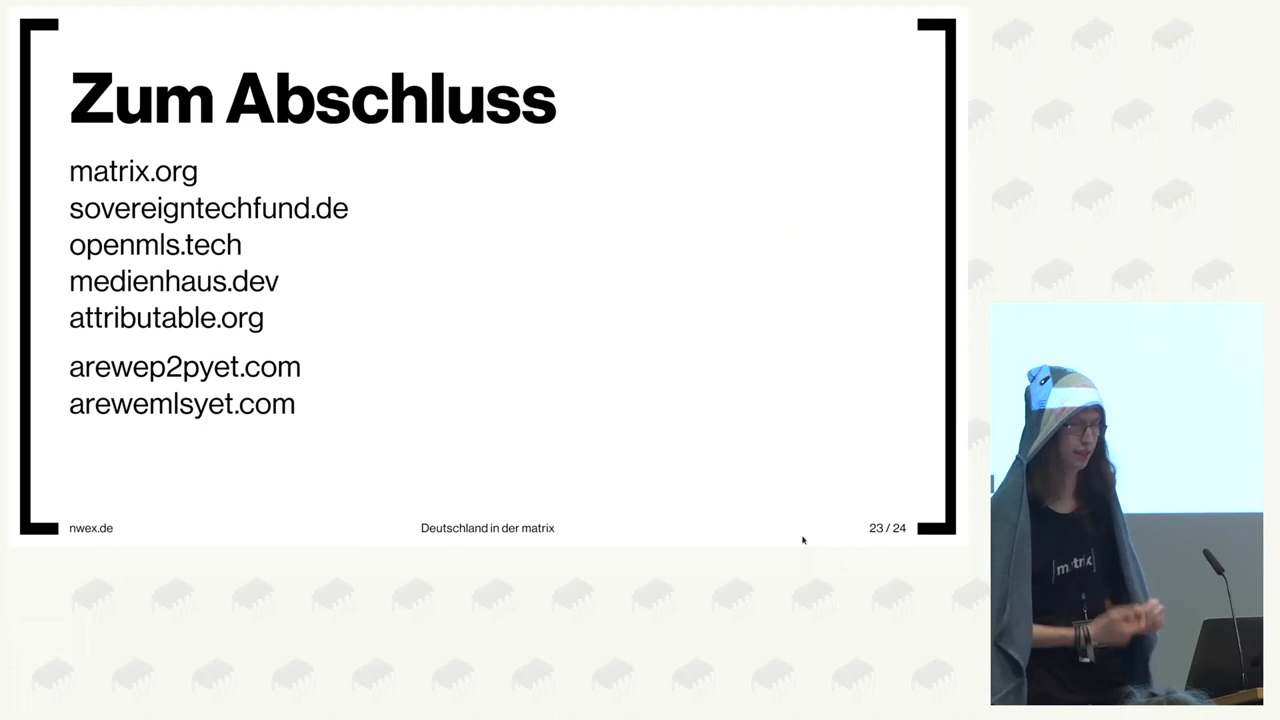 Zum Abschluss
matrix.org
sovereigntechfund.de
openmls.tech
medienhaus.dev
attributable.org
arewep2pyet.com
arewemlsyet.com
nwex.de
Deutschland in der matrix
23 / 24
[matrix]